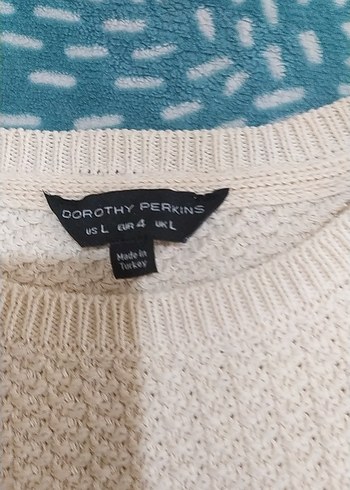 DOROTHY PERKINS
US L EUR 4 UK L
Made in
Turkey